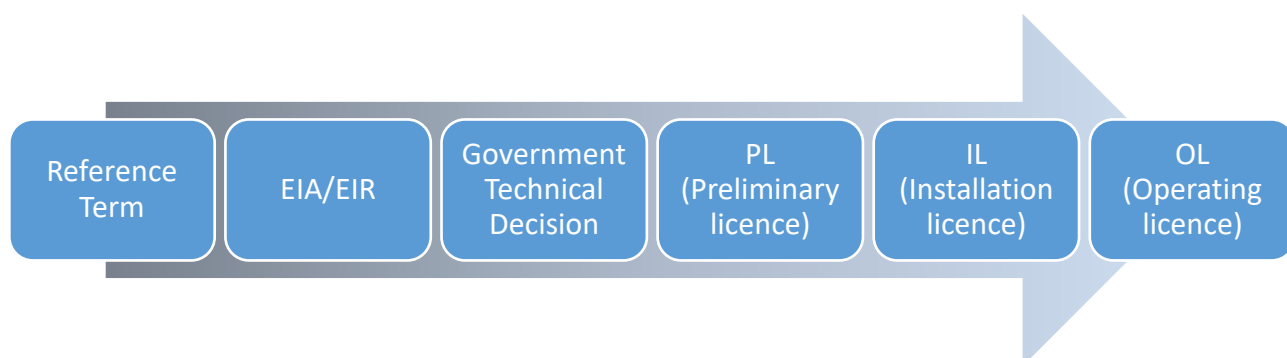 Reference
Term
EIA/EIR
Government
Technical
Decision
PL
(Preliminary
licence)
IL
(Installation
licence)
OL
(Operating
licence)